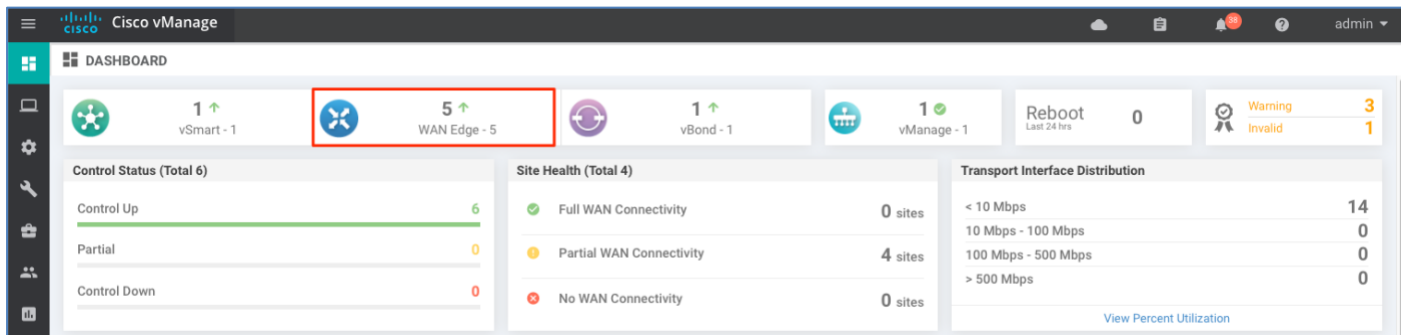 cisco Cisco vManage
38
admin
DASHBOARD
1
vSmart - 1
5
WAN Edge - 5
1
vBond - 1
1
vManage - 1
Reboot
Last 24 hrs
0
Warning 3
Invalid 1
Control Status (Total 6)
Control Up 6
Partial 0
Control Down 0
Site Health (Total 4)
Full WAN Connectivity 0 sites
Partial WAN Connectivity 4 sites
No WAN Connectivity 0 sites
Transport Interface Distribution
< 10 Mbps 14
10 Mbps - 100 Mbps 0
100 Mbps - 500 Mbps 0
> 500 Mbps 0
View Percent Utilization